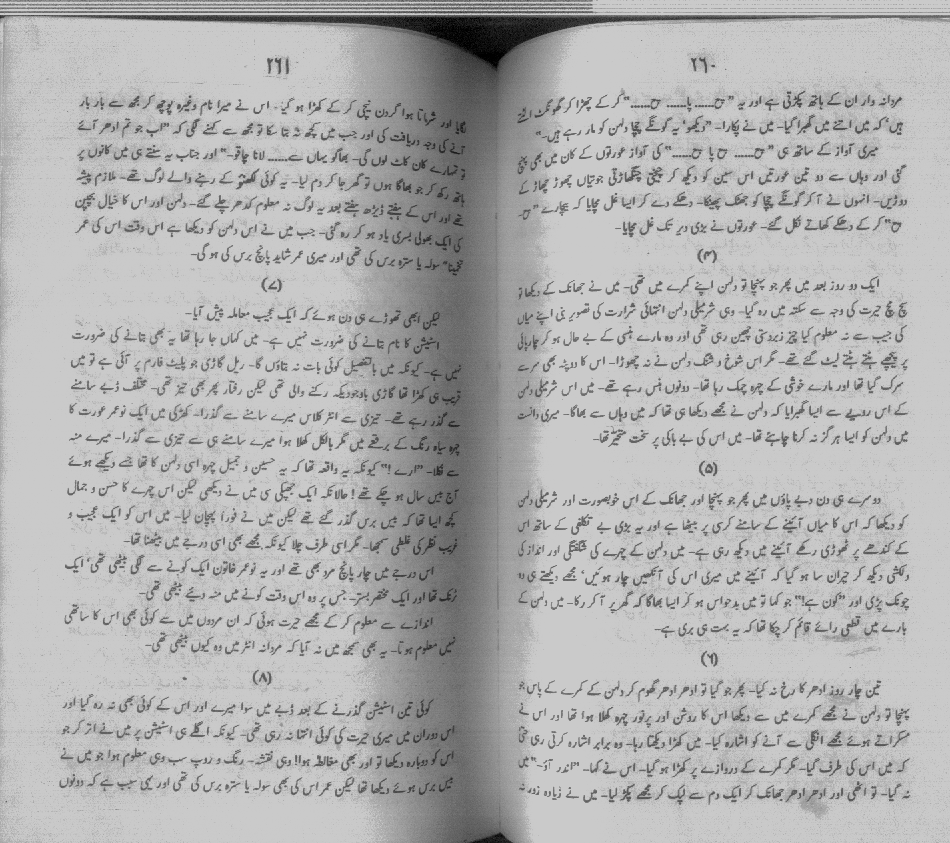 ۲۶۰
مردانہ وار ان کے ہاتھ پکڑتی ہے اور یہ "ح...... پا...... ح......" کر کے چھڑا کر گھونگٹ الٹتے
ہیں' کہ میں اتنے میں گھبرا گیا۔ میں نے پکارا۔ "دیکھو' یہ گونگے چچا دلہن کو مار رہے ہیں۔"
میری آواز کے ساتھ ہی "ح...... ح پا ح......" کی آواز عورتوں کے کان میں بھی پہنچ
گئی اور وہاں سے دو تین عورتیں اس سین کو دیکھ کر چیختی چنگھاڑتی جوتیاں چھوڑ چھاڑ کے
دوڑیں۔ انہوں نے آ کر گونگے چچا کو جھٹک پھینکا۔ دھکے دے کر ایسا غل مچایا کہ بیچارے "ح۔
ح" کر کے دھکے کھاتے نکل گئے۔ عورتوں نے بڑی دیر تک غل مچایا۔
(۴)
ایک دو روز بعد میں پھر جو پہنچا تو دلہن اپنے کمرے میں تھی۔ میں نے جھانک کے دیکھا تو
سچ مچ حیرت کی وجہ سے سکتہ میں رہ گیا۔ وہی شرمیلی دلہن انتہائی شرارت کی تصویر بنی اپنے میاں
کی جیب سے نہ معلوم کیا چیز زبردستی چھین رہی تھی اور وہ مارے ہنسی کے بے حال ہو کر چارپائی
پر پیچھے ہٹتے ہٹتے لیٹ گئے تھے۔ مگر اس شوخ و شنگ دلہن نے نہ چھوڑا۔ اس کا دوپٹہ بھی سرے
سرک گیا تھا اور مارے خوشی کے چہرہ چمک رہا تھا۔ دونوں ہنس رہے تھے۔ میں اس شرمیلی دلہن
کے اس رویے سے ایسا گھبرایا کہ دلہن نے مجھے دیکھا ہی تھا کہ میں وہاں سے بھاگا۔ میری دانست
میں دلہن کو ایسا ہرگز نہ کرنا چاہئے تھا۔ میں اس کی بے باکی پر سخت متحیر تھا۔
(۵)
دوسرے ہی دن دبے پاؤں میں پھر جو پہنچا اور جھانک کے اس خوبصورت اور شرمیلی دلہن
کو دیکھا کہ اس کا میاں آئینے کے سامنے کرسی پر بیٹھا ہے اور یہ بڑی بے تکلفی کے ساتھ اس
کے کندھے پر ٹھوڑی رکھے آئینے میں دیکھ رہی ہے۔ میں دلہن کے چہرے کی شگفتگی اور انداز کی
دلکشی دیکھ کر حیران سا ہو گیا کہ آئینے میں میری اس کی آنکھیں چار ہوئیں' مجھے دیکھتے ہی وہ
چونک پڑی اور "کون ہے!" جو کہا تو میں بدحواس ہو کر ایسا بھاگا کہ گھر پر آ کر رکا۔ میں دلہن کے
بارے میں قطعی رائے قائم کر چکا تھا کہ یہ بہت ہی بری ہے۔
(۶)
تین چار روز ادھر کا رخ نہ کیا۔ پھر جو گیا تو ادھر ادھر گھوم کر دلہن کے کمرے کے پاس جو
پہنچا تو دلہن نے مجھے کمرے میں سے دیکھا اس کا روشن اور پرنور چہرہ کھلا ہوا تھا اور اس نے
مسکراتے ہوئے مجھے انگلی سے آنے کو اشارہ کیا۔ میں کھڑا دیکھتا رہا۔ وہ برابر اشارہ کرتی رہی حتیٰ
کہ میں اس کی طرف گیا۔ مگر کمرے کے دروازے پر کھڑا ہو گیا۔ اس نے کہا۔ "اندر آؤ۔" میں
نہ گیا۔ تو اٹھی اور ادھر ادھر جھانک کر ایک دم سے لپک کر مجھے پکڑ لیا۔ میں نے زیادہ زور نہ
۲۶۱
لگایا اور شرماتا ہوا گردن نیچی کر کے کھڑا ہو گیا۔ اس نے میرا نام وغیرہ پوچھ کر مجھ سے بار بار
آنے کی وجہ دریافت کی اور جب میں کچھ نہ بتا سکا تو مجھ سے کہنے لگی کہ "اب جو تم ادھر آئے
تو تمہارے کان کاٹ لوں گی۔ بھاگو یہاں سے...... لانا چاقو۔" اور جناب یہ سنتے ہی میں کانوں پر
ہاتھ رکھ کر جو بھاگا ہوں تو گھر جا کر دم لیا۔ یہ کوئی لکھنؤ کے رہنے والے لوگ تھے۔ ملازم پیشہ
تھے اور اس کے ہفتے ڈیڑھ ہفتے بعد یہ لوگ نہ معلوم کدھر چلے گئے۔ دلہن اور اس کا خیال بچپن
کی ایک بھولی بسری یاد ہو کر رہ گئی۔ جب میں نے اس دلہن کو دیکھا ہے اس وقت اس کی عمر
تخمیناً سولہ یا سترہ برس کی تھی اور میری عمر شاید پانچ برس کی ہو گی۔
(۷)
لیکن ابھی تھوڑے ہی دن ہوئے کہ ایک عجیب معاملہ پیش آیا۔
اسٹیشن کا نام بتانے کی ضرورت نہیں ہے۔ میں کہاں جا رہا تھا یہ بھی بتانے کی ضرورت
نہیں ہے۔ کیونکہ میں بالتفصیل کوئی بات نہ بتاؤں گا۔ ریل گاڑی جو پلیٹ فارم پر آئی ہے تو میں
قریب ہی کھڑا تھا گاڑی باوجودیکہ رکنے والی تھی لیکن رفتار پھر بھی تیز تھی۔ مختلف ڈبے سامنے
سے گذر رہے تھے۔ تیزی سے انٹر کلاس میرے سامنے سے گذرا۔ کھڑکی میں ایک نوعمر عورت کا
چہرہ سیاہ رنگ کے برقعے میں مگر بالکل کھلا ہوا میرے سامنے ہی سے تیزی سے گذرا۔ میرے منہ
سے نکلا۔ "ارے!" کیونکہ یہ واقعہ تھا کہ یہ حسین و جمیل چہرہ اسی دلہن کا تھا جسے دیکھے ہوئے
آج بیس سال ہو چکے تھے! حالانکہ ایک جھپکی سی میں نے دیکھی لیکن اس چہرے کا حسن و جمال
کچھ ایسا تھا کہ بیس برس گذر گئے تھے لیکن میں نے فوراً پہچان لیا۔ میں اس کو ایک عجیب و
غریب نظر کی غلطی سمجھا۔ مگر اسی طرف چلا کیونکہ مجھے بھی اسی درجے میں بیٹھنا تھا۔
اس درجے میں چار پانچ مرد بھی تھے اور یہ نوعمر خاتون ایک کونے سے لگی بیٹھی تھی' ایک
ٹرنک تھا اور ایک مختصر بستر۔ جس پر وہ اس وقت کونے میں منہ دیئے بیٹھی تھی۔
اندازے سے معلوم کر کے مجھے حیرت ہوئی کہ ان مردوں میں سے کوئی بھی اس کا ساتھی
نہیں معلوم ہوتا۔ یہ بھی سمجھ میں نہ آیا کہ مردانہ انٹر میں وہ کیوں بیٹھی تھی۔
(۸)
کوئی تین اسٹیشن گذرنے کے بعد ڈبے میں سوا میرے اور اس کے کوئی بھی نہ رہ گیا اور
اس دوران میں میری حیرت کی کوئی انتہا نہ رہی تھی۔ کیونکہ اگلے ہی اسٹیشن پر میں نے اتر کر جو
اس کو دوبارہ دیکھا تو اور بھی مغالطہ ہوا! وہی نقشہ۔ رنگ و روپ سب وہی معلوم ہوا جو میں نے
بیس برس ہوئے دیکھا تھا لیکن عمر اس کی بھی سولہ یا سترہ برس کی تھی اور یہی سبب ہے کہ دونوں